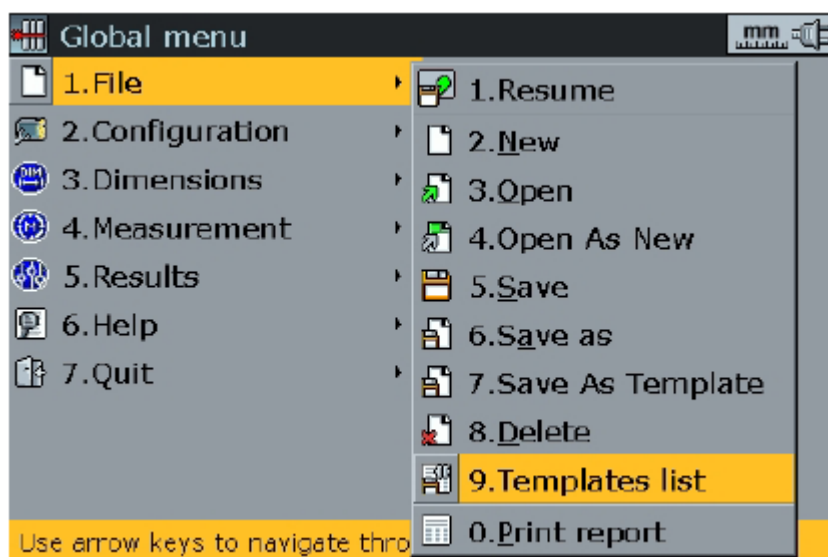 Global menu
mm
1.File
2.Configuration
3.Dimensions
4.Measurement
5.Results
6.Help
7.Quit
1.Resume
2.New
3.Open
4.Open As New
5.Save
6.Save as
7.Save As Template
8.Delete
9.Templates list
0.Print report
Use arrow keys to navigate thro